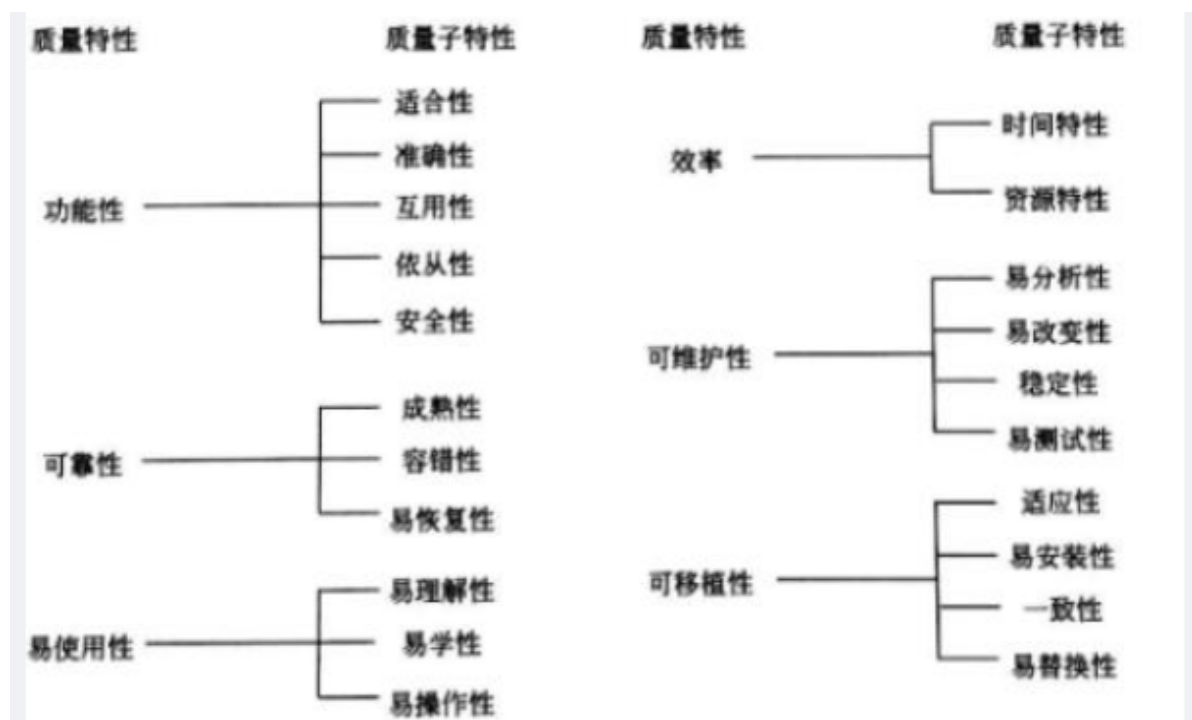 质量特性
质量子特性
功能性
适合性
准确性
互用性
依从性
安全性
可靠性
成熟性
容错性
易恢复性
易使用性
易理解性
易学性
易操作性
质量特性
质量子特性
效率
时间特性
资源特性
可维护性
易分析性
易改变性
稳定性
易测试性
可移植性
适应性
易安装性
一致性
易替换性